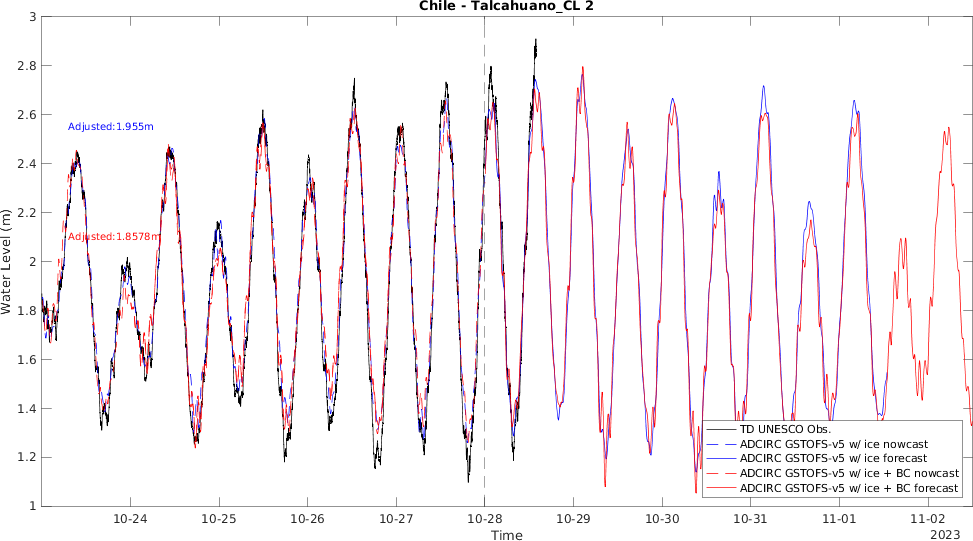 Chile - Talcahuano_CL 2
3
2.8
2.6
2.4
2.2
2
1.8
1.6
1.4
1.2
1
Water Level (m)
Adjusted:1.955m
Adjusted:1.8578m
TD UNESCO Obs.
ADCIRC GSTOFS-v5 w/ ice nowcast
ADCIRC GSTOFS-v5 w/ ice forecast
ADCIRC GSTOFS-v5 w/ ice + BC nowcast
ADCIRC GSTOFS-v5 w/ ice + BC forecast
10-24 10-25 10-26 10-27 10-28 10-29 10-30 10-31 11-01 11-02
Time
2023